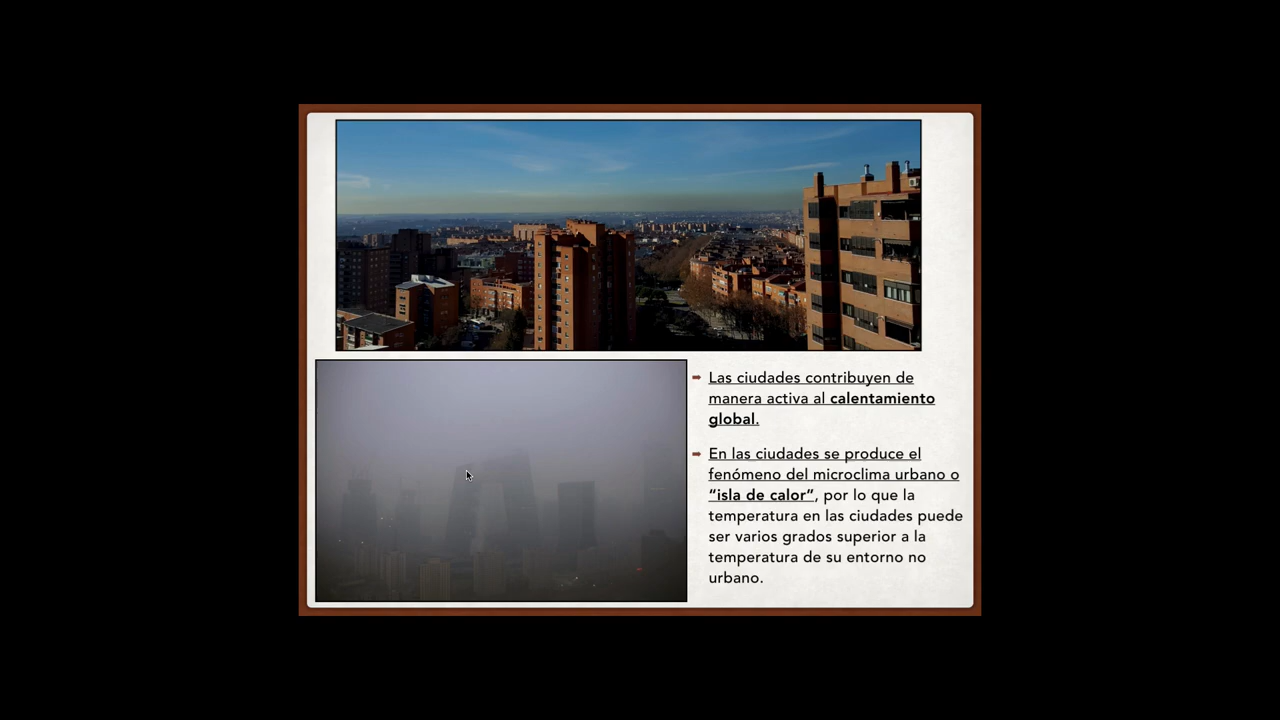 Las ciudades contribuyen de
manera activa al calentamiento
global.
En las ciudades se produce el
fenómeno del microclima urbano o
“isla de calor”, por lo que la
temperatura en las ciudades puede
ser varios grados superior a la
temperatura de su entorno no
urbano.